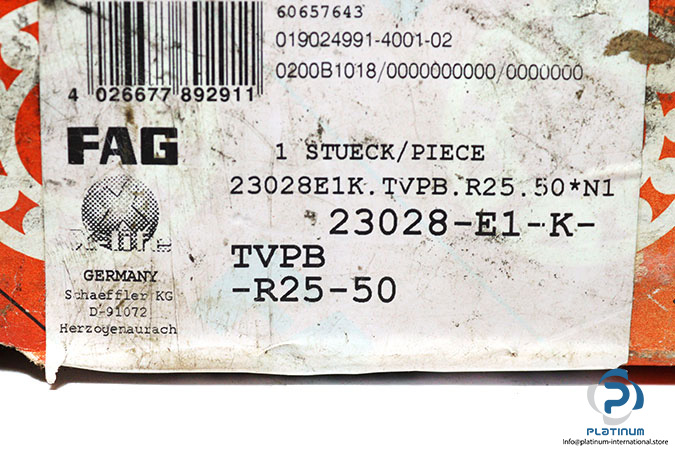 60657643
019024991-4001-02
0200B1018/0000000000/0000000
4 026677 892911
FAG
1 STUECK/PIECE
23028E1K.TVPB.R25.50*N1
23028-E1-K-
TVPB
-R25-50
GERMANY
Schaeffler KG
D-91072
Herzogenaurach
PLATINUM
Info@platinum-international.store